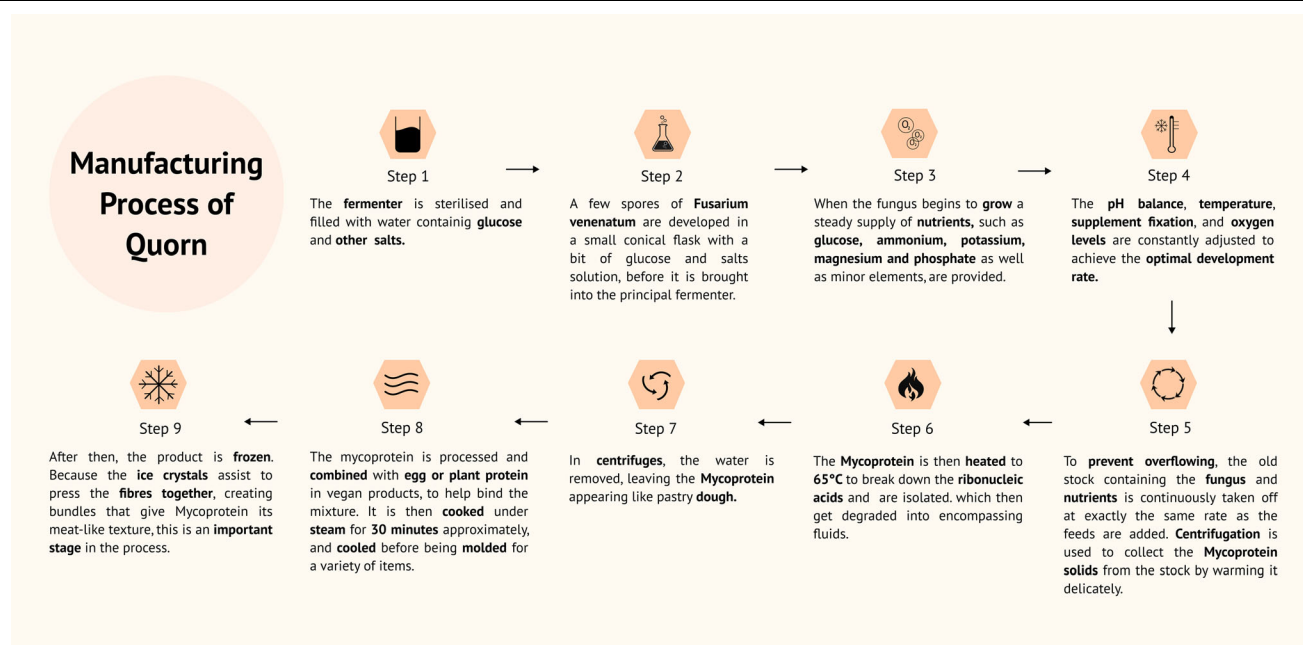 Manufacturing
Process of
Quorn
Step 1
The fermenter is sterilised and
filled with water containig glucose
and other salts.
Step 2
A few spores of Fusarium
venenatum are developed in
a small conical flask with a
bit of glucose and salts
solution, before it is brought
into the principal fermenter.
O₂
O₂
O₂
Step 3
When the fungus begins to grow a
steady supply of nutrients, such as
glucose, ammonium, potassium,
magnesium and phosphate as well
as minor elements, are provided.
Step 4
The pH balance, temperature,
supplement fixation, and oxygen
levels are constantly adjusted to
achieve the optimal development
rate.
Step 5
To prevent overflowing, the old
stock containing the fungus and
nutrients is continuously taken off
at exactly the same rate as the
feeds are added. Centrifugation is
used to collect the Mycoprotein
solids from the stock by warming it
delicately.
Step 6
The Mycoprotein is then heated to
65°C to break down the ribonucleic
acids and are isolated. which then
get degraded into encompassing
fluids.
Step 7
In centrifuges, the water is
removed, leaving the Mycoprotein
appearing like pastry dough.
Step 8
The mycoprotein is processed and
combined with egg or plant protein
in vegan products, to help bind the
mixture. It is then cooked under
steam for 30 minutes approximately,
and cooled before being molded for
a variety of items.
Step 9
After then, the product is frozen.
Because the ice crystals assist to
press the fibres together, creating
bundles that give Mycoprotein its
meat-like texture, this is an important
stage in the process.